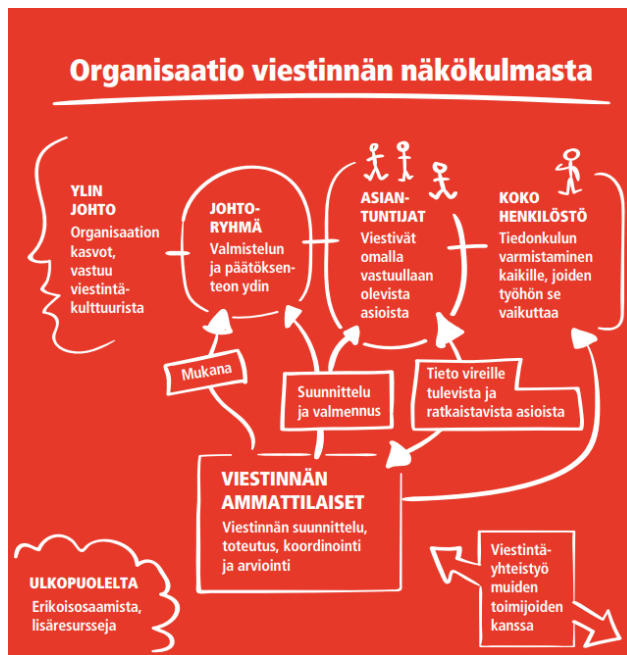 Organisaatio viestinnän näkökulmasta
YLIN
JOHTO
Organisaation
kasvot,
vastuu
viestintä-
kulttuurista
JOHTO-
RYHMÄ
Valmistelun
ja päätöksen-
teon ydin
ASIAN-
TUNTIJAT
Viestivät
omalla
vastuullaan
olevista
asioista
KOKO
HENKILÖSTÖ
Tiedonkulun
varmistaminen
kaikille, joiden
työhön se
vaikuttaa
Mukana
Suunnittelu
ja valmennus
Tieto vireille
tulevista ja
ratkaistavista asioista
VIESTINNÄN
AMMATTILAISET
Viestinnän suunnittelu,
toteutus, koordinointi
ja arviointi
ULKOPUOLELTA
Erikoisosaamista,
lisäresursseja
Viestintä-
yhteistyö
muiden
toimijoiden
kanssa